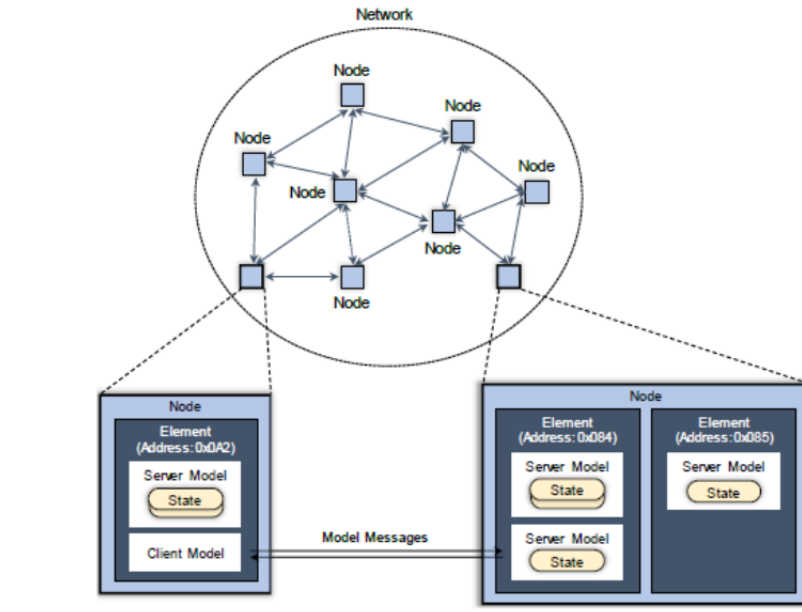 Network
Node
Node
Node
Node
Node
Node
Node
Node
Element
(Address: 0x0A2)
Server Model
State
Client Model
Model Messages
Node
Element
(Address: 0x084)
Server Model
State
Server Model
State
Element
(Address: 0x085)
Server Model
State